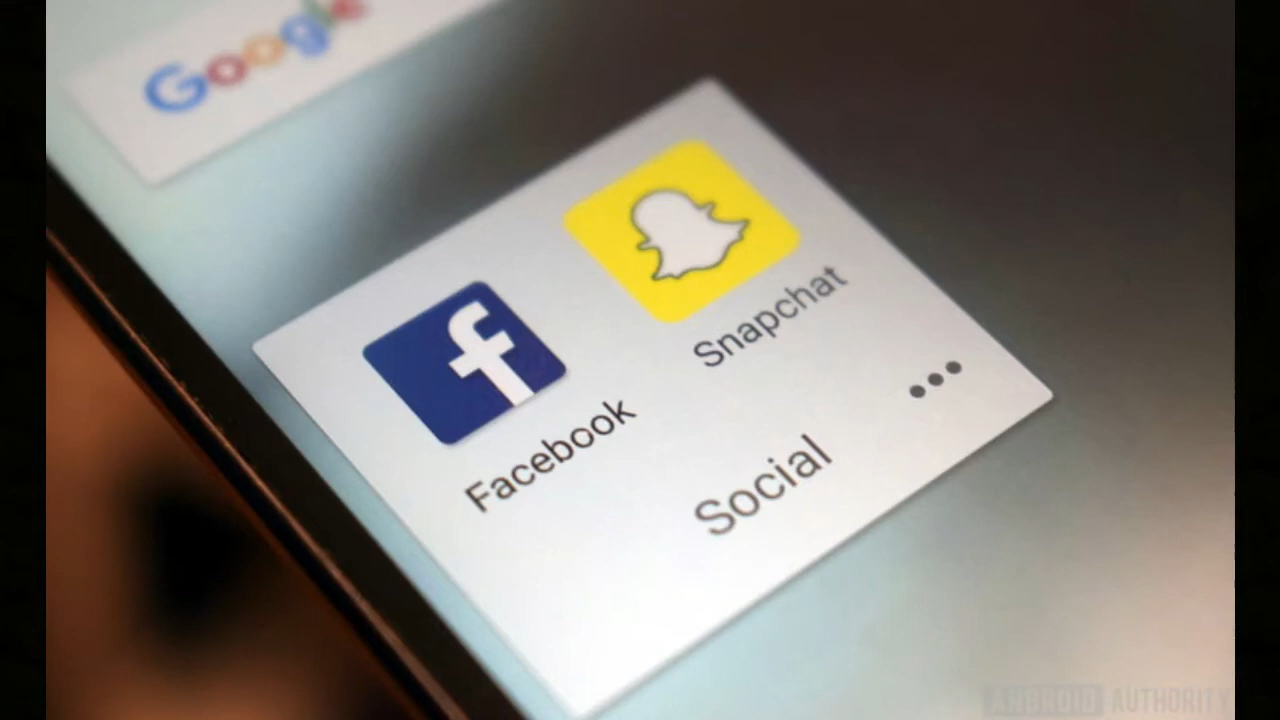 Google
Snapchat
Facebook
Social
ANDROID AUTHORITY